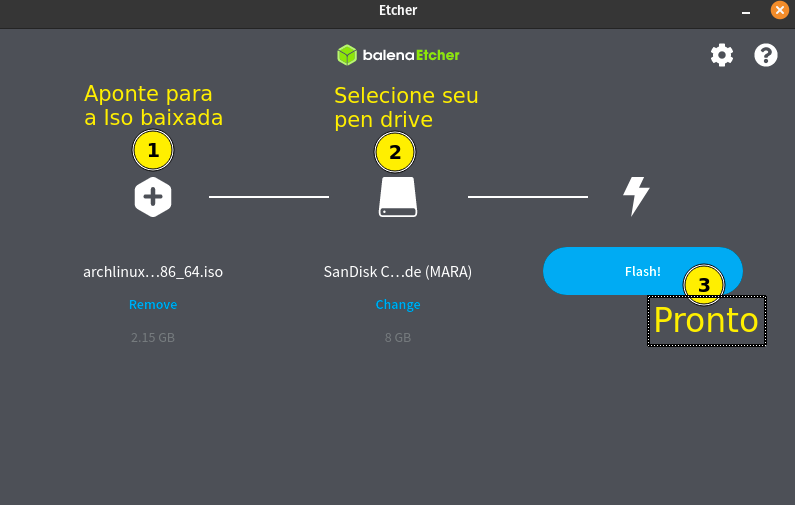 Etcher
balenaEtcher
Aponte para
a Iso baixada
Selecione seu
pen drive
1
2
archlinux…86_64.iso
SanDisk C…de (MARA)
Flash!
3
Remove
Change
Pronto
2.15 GB
8 GB